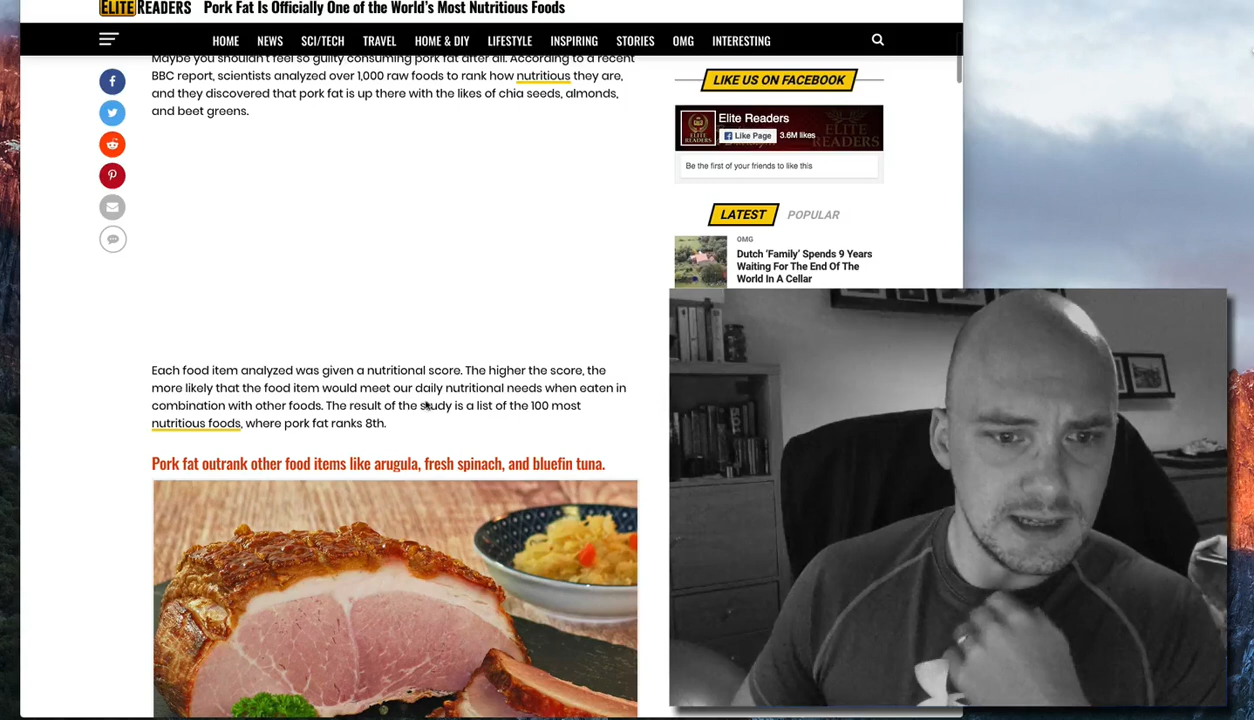 ELITE READERS Pork Fat Is Officially One of the World's Most Nutritious Foods
HOME NEWS SCI/TECH TRAVEL HOME & DIY LIFESTYLE INSPIRING STORIES OMG INTERESTING
Maybe you shouldn't feel so guilty consuming pork fat after all. According to a recent
BBC report, scientists analyzed over 1,000 raw foods to rank how nutritious they are,
and they discovered that pork fat is up there with the likes of chia seeds, almonds,
and beet greens.
Each food item analyzed was given a nutritional score. The higher the score, the
more likely that the food item would meet our daily nutritional needs when eaten in
combination with other foods. The result of the study is a list of the 100 most
nutritious foods, where pork fat ranks 8th.
Pork fat outrank other food items like arugula, fresh spinach, and bluefin tuna.
LIKE US ON FACEBOOK
Elite Readers
Like Page 3.6M likes
ELITE READERS
Be the first of your friends to like this
LATEST POPULAR
OMG
Dutch 'Family' Spends 9 Years
Waiting For The End Of The
World In A Cellar